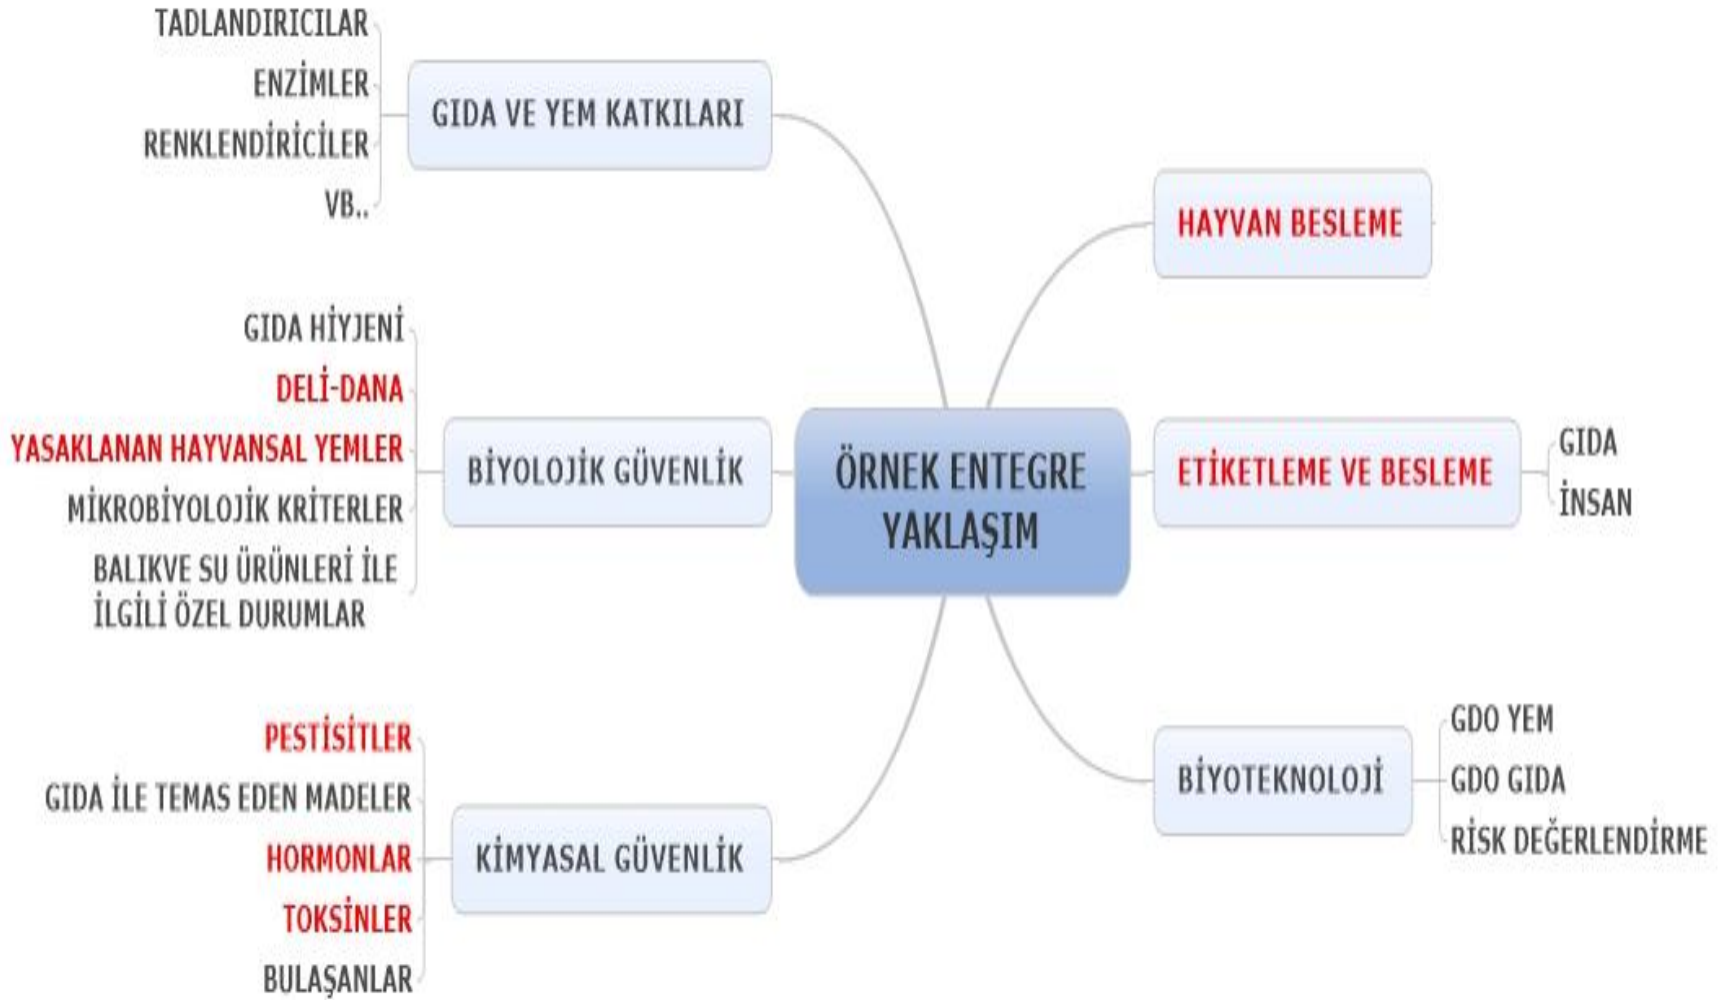 TADLANDIRICILAR
ENZİMLER
RENKLENDİRİCİLER
VB..
GIDA VE YEM KATKILARI
GIDA HİYJENİ
DELİ-DANA
YASAKLANAN HAYVANSAL YEMLER
MİKROBİYOLOJİK KRİTERLER
BALIKVE SU ÜRÜNLERİ İLE
İLGİLİ ÖZEL DURUMLAR
BİYOLOJİK GÜVENLİK
PESTİSİTLER
GIDA İLE TEMAS EDEN MADELER
HORMONLAR
TOKSİNLER
BULAŞANLAR
KİMYASAL GÜVENLİK
ÖRNEK ENTEGRE
YAKLAŞIM
HAYVAN BESLEME
ETİKETLEME VE BESLEME
GIDA
İNSAN
BİYOTEKNOLOJİ
GDO YEM
GDO GIDA
RİSK DEĞERLENDİRME